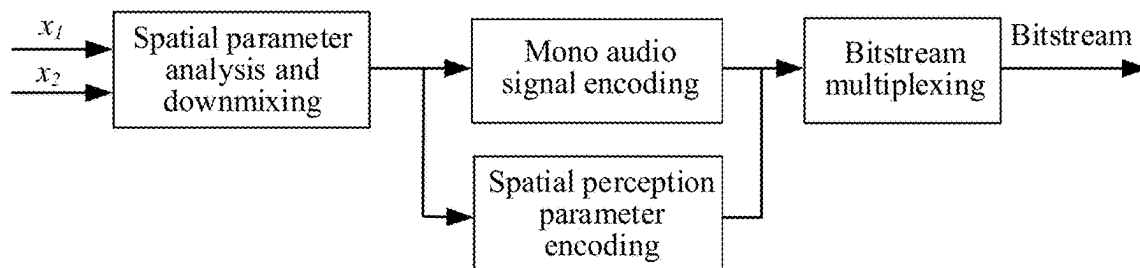 x1
x2
Spatial parameter
analysis and
downmixing
Mono audio
signal encoding
Spatial perception
parameter
encoding
Bitstream
multiplexing
Bitstream